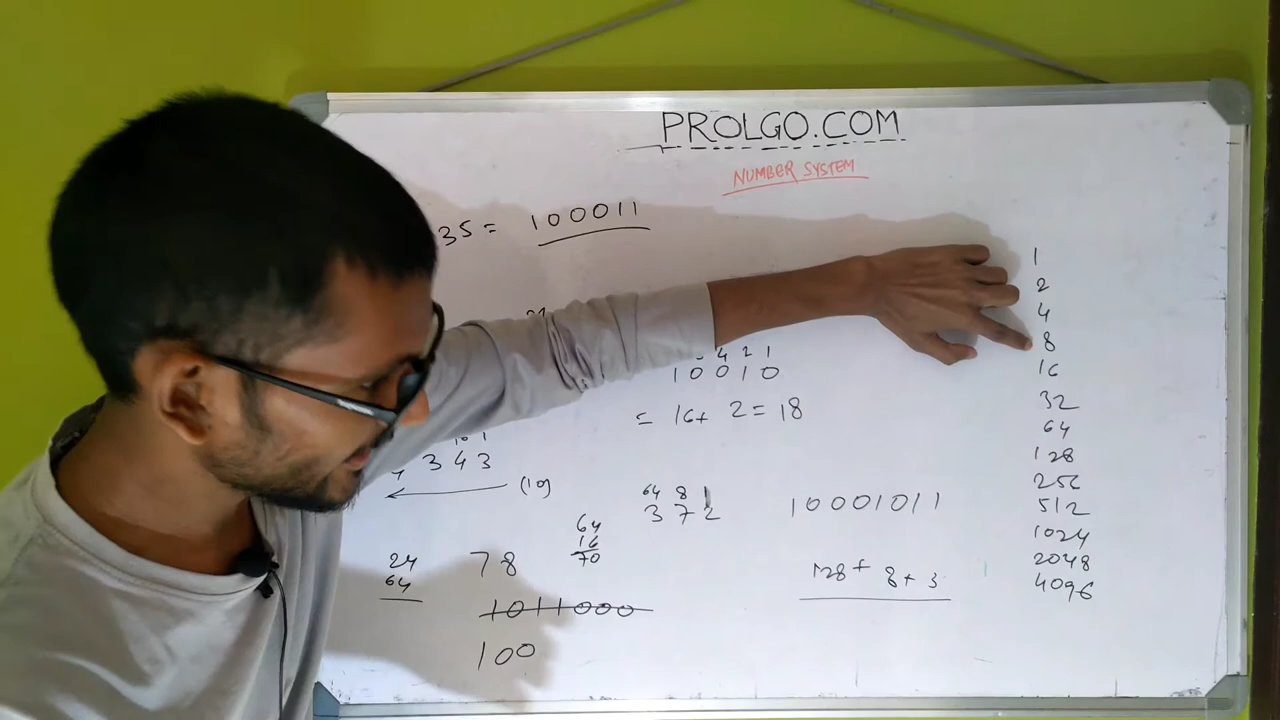 PROLGO.COM
NUMBER SYSTEM
35 = 100011
4 2 1
10010
= 16+ 2 = 18
10 1
4 3 4 3
(10)
64 8 1
3 7 2
10001011
128 + 8 + 3
64
16
70
24
64
78
1011000
100
1
2
4
8
16
32
64
128
256
512
1024
2048
4096